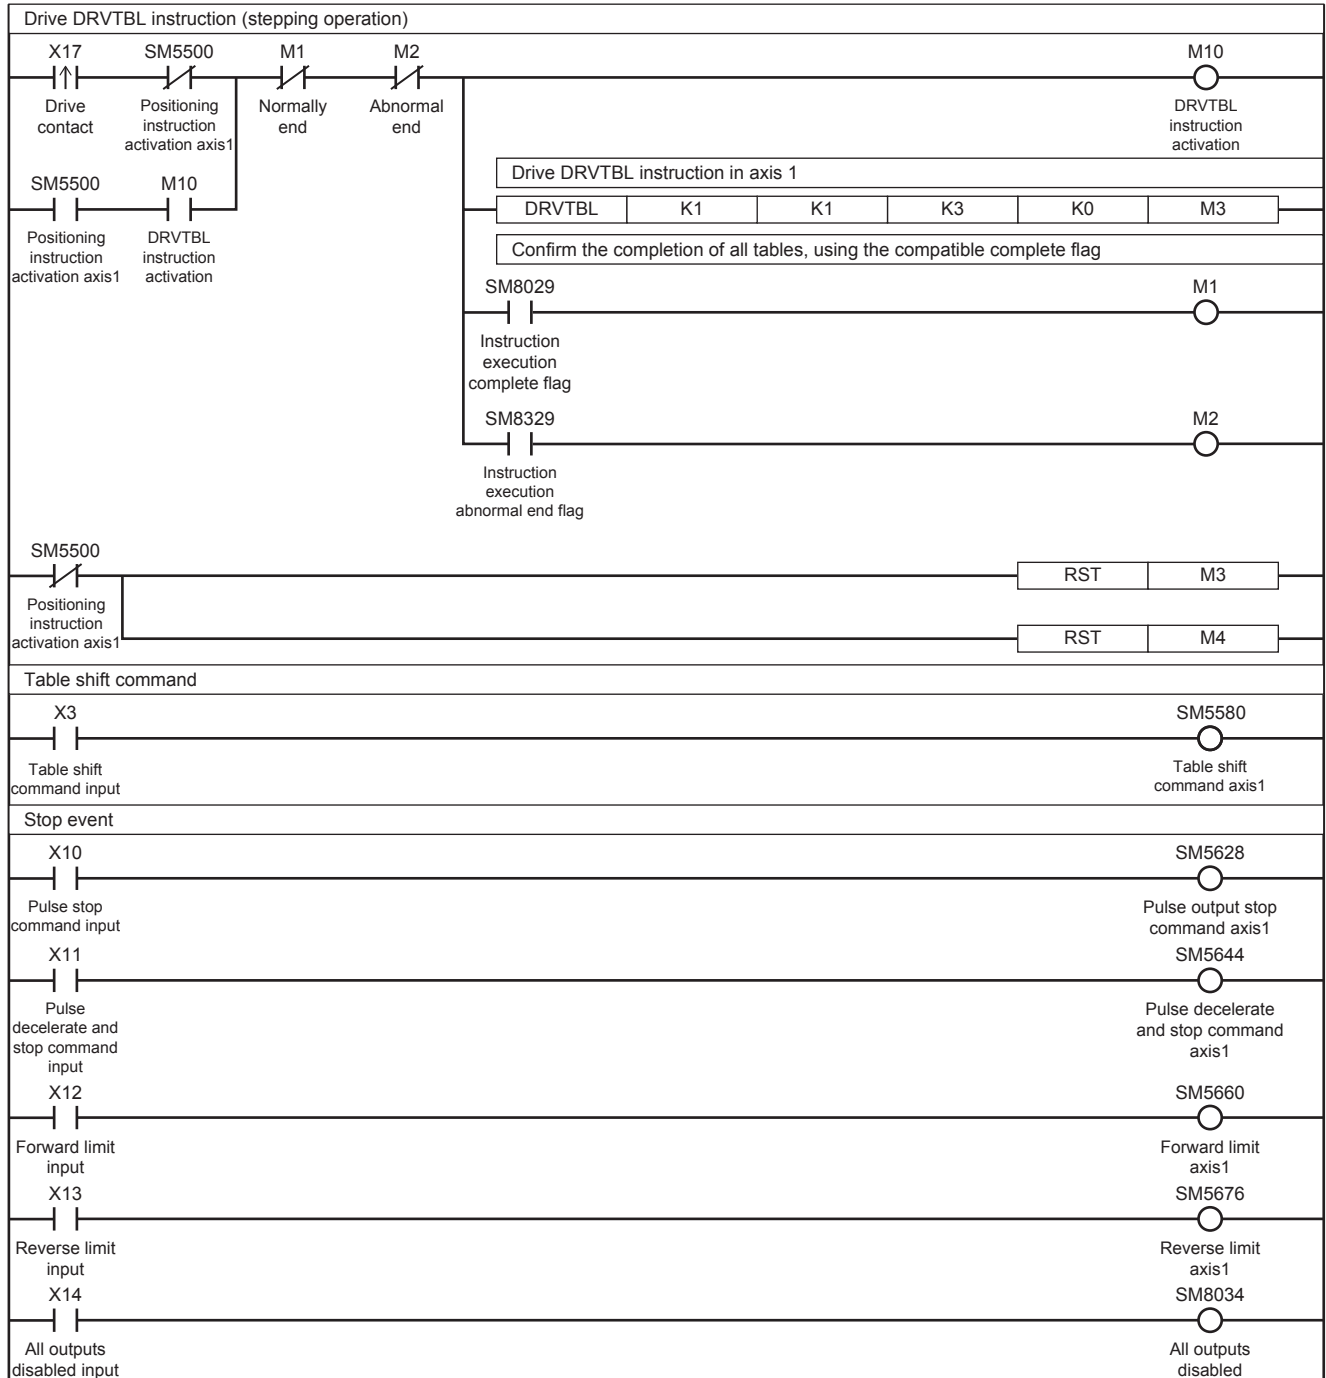 Drive DRVTBL instruction (stepping operation)
X17 SM5500 M1 M2 M10
Drive Positioning Normally Abnormal DRVTBL
contact instruction end end instruction
activation axis1 activation
Drive DRVTBL instruction in axis 1
SM5500 M10
DRVTBL K1 K1 K3 K0 M3
Positioning DRVTBL
instruction instruction
activation axis1 activation
Confirm the completion of all tables, using the compatible complete flag
SM8029 M1
Instruction
execution
complete flag
SM8329 M2
Instruction
execution
abnormal end flag
SM5500
RST M3
Positioning
instruction
activation axis1
RST M4
Table shift command
X3 SM5580
Table shift Table shift
command input command axis1
Stop event
X10 SM5628
Pulse stop Pulse output stop
command input command axis1
X11 SM5644
Pulse Pulse decelerate
decelerate and and stop command
stop command axis1
input
X12 SM5660
Forward limit Forward limit
input axis1
X13 SM5676
Reverse limit Reverse limit
input axis1
X14 SM8034
All outputs All outputs
disabled input disabled